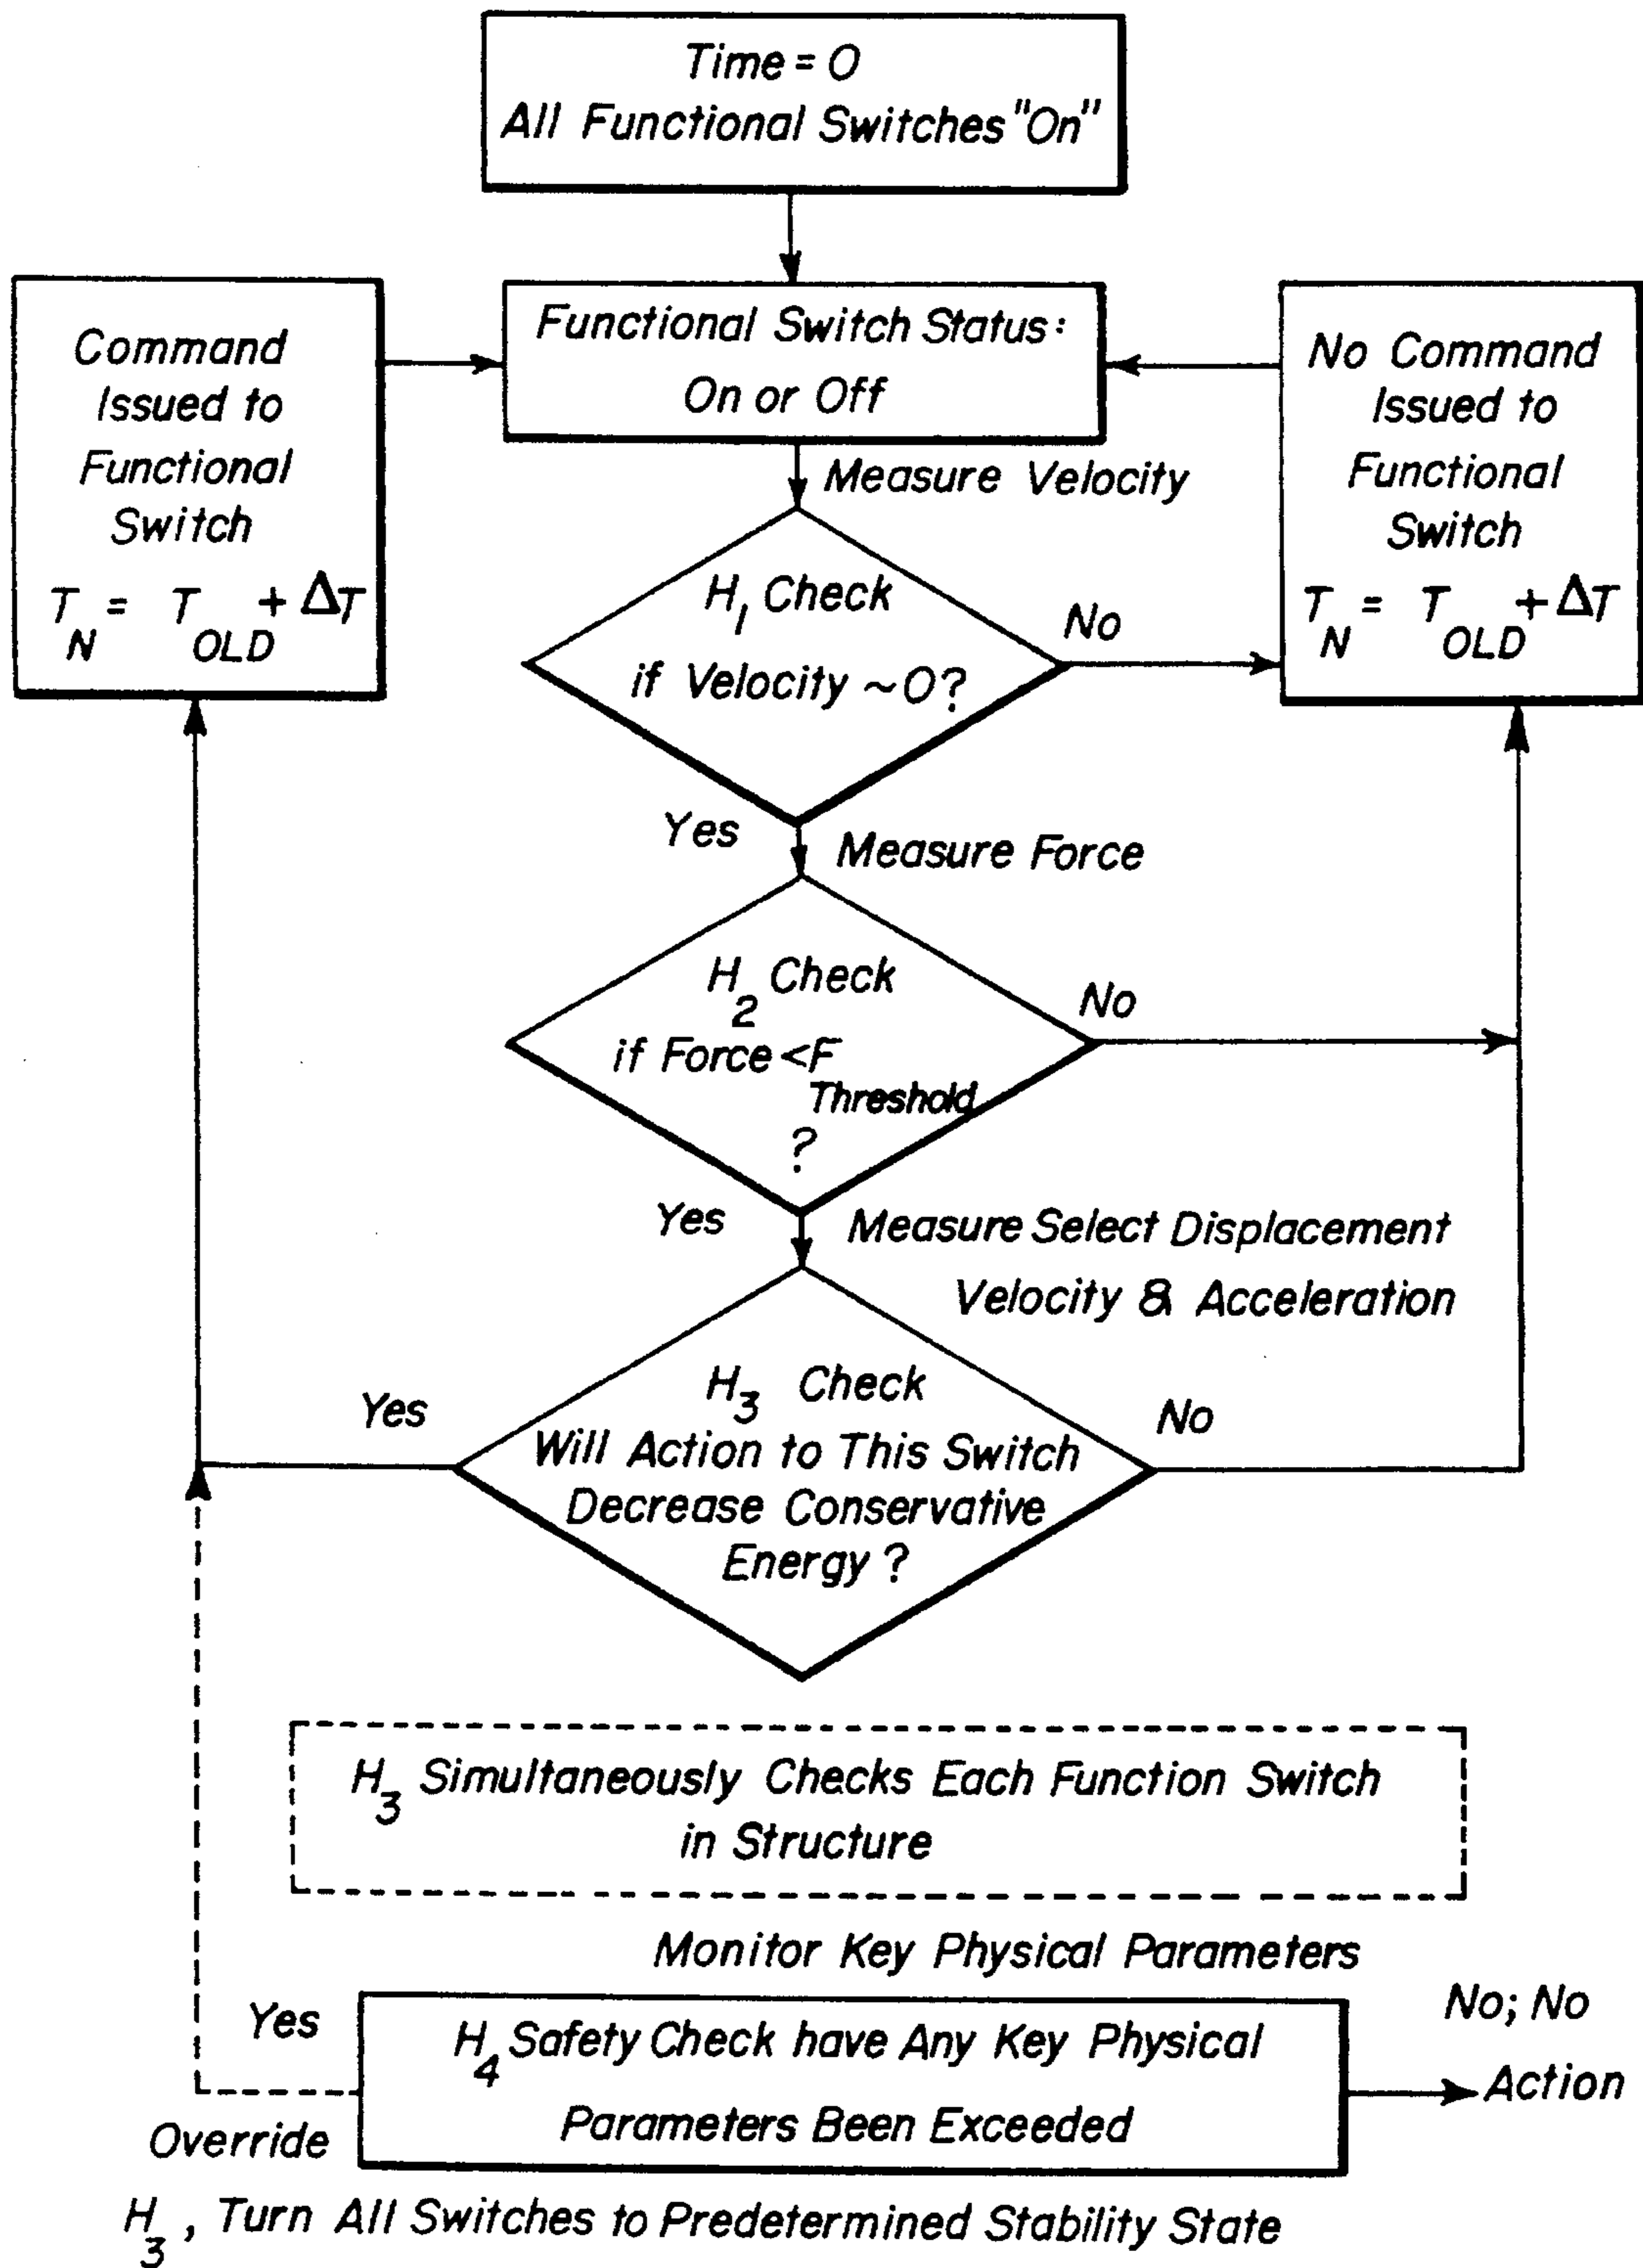 Time = 0
All Functional Switches "On"
Command
Issued to
Functional
Switch
T_N = T_OLD + ΔT
Functional Switch Status:
On or Off
No Command
Issued to
Functional
Switch
T_N = T_OLD + ΔT
Measure Velocity
H_1 Check
if Velocity ~0?
No
Yes
Measure Force
H_2 Check
if Force <F_Threshold
?
No
Yes
Measure Select Displacement
Velocity & Acceleration
H_3 Check
Will Action to This Switch
Decrease Conservative
Energy ?
Yes
No
H_3 Simultaneously Checks Each Function Switch
in Structure
Monitor Key Physical Parameters
Yes
H_4 Safety Check have Any Key Physical
Parameters Been Exceeded
No; No
Action
Override
H_3, Turn All Switches to Predetermined Stability State